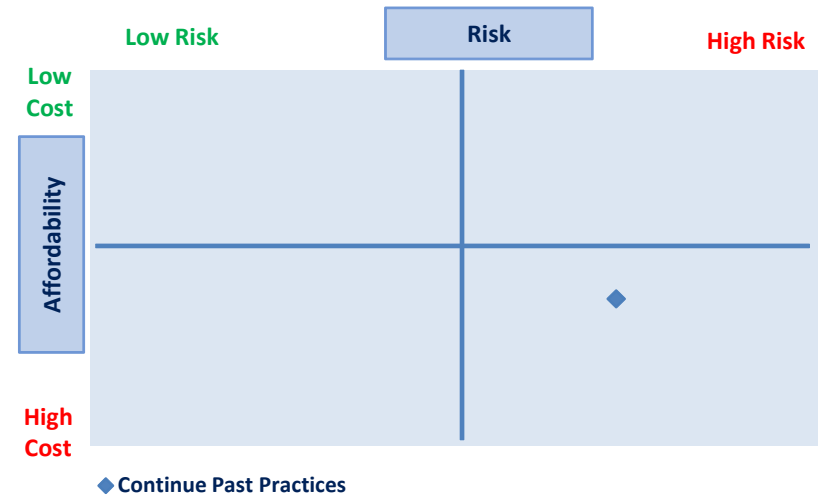 Low Risk
Risk
High Risk
Low
Cost
Affordability
High
Cost
Continue Past Practices